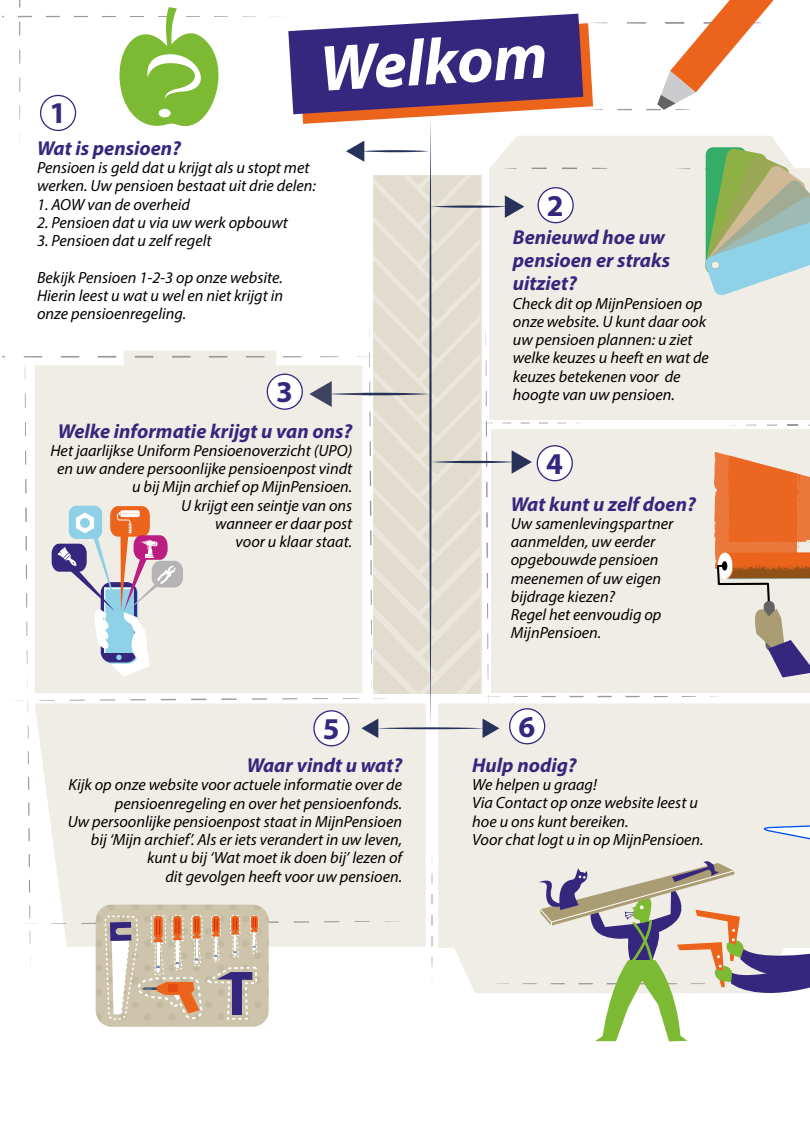 Welkom
?
1
Wat is pensioen?
Pensioen is geld dat u krijgt als u stopt met
werken. Uw pensioen bestaat uit drie delen:
1. AOW van de overheid
2. Pensioen dat u via uw werk opbouwt
3. Pensioen dat u zelf regelt
Bekijk Pensioen 1-2-3 op onze website.
Hierin leest u wat u wel en niet krijgt in
onze pensioenregeling.
2
Benieuwd hoe uw
pensioen er straks
uitziet?
Check dit op MijnPensioen op
onze website. U kunt daar ook
uw pensioen plannen: u ziet
welke keuzes u heeft en wat de
keuzes betekenen voor de
hoogte van uw pensioen.
3
Welke informatie krijgt u van ons?
Het jaarlijkse Uniform Pensioenoverzicht (UPO)
en uw andere persoonlijke pensioenpost vindt
u bij Mijn archief op MijnPensioen.
U krijgt een seintje van ons
wanneer er daar post
voor u klaar staat.
4
Wat kunt u zelf doen?
Uw samenlevingspartner
aanmelden, uw eerder
opgebouwde pensioen
meenemen of uw eigen
bijdrage kiezen?
Regel het eenvoudig op
MijnPensioen.
5
Waar vindt u wat?
Kijk op onze website voor actuele informatie over de
pensioenregeling en over het pensioenfonds.
Uw persoonlijke pensioenpost staat in MijnPensioen
bij ‘Mijn archief’. Als er iets verandert in uw leven,
kunt u bij ‘Wat moet ik doen bij’ lezen of
dit gevolgen heeft voor uw pensioen.
6
Hulp nodig?
We helpen u graag!
Via Contact op onze website leest u
hoe u ons kunt bereiken.
Voor chat logt u in op MijnPensioen.